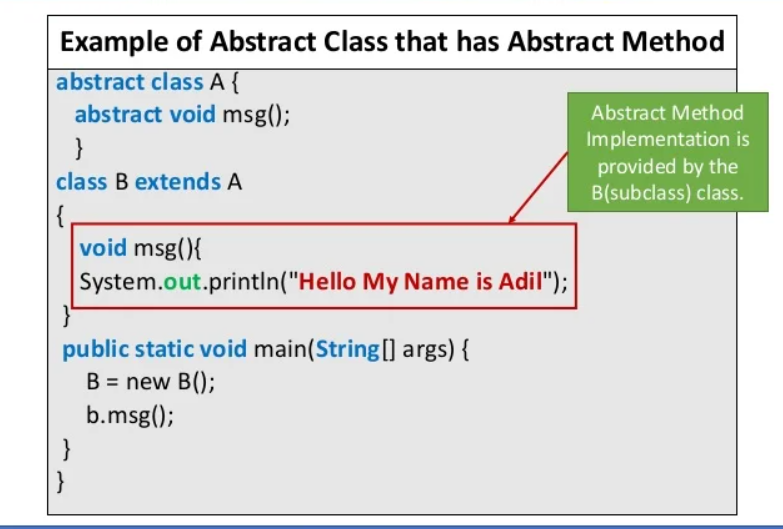 Example of Abstract Class that has Abstract Method
abstract class A {
abstract void msg();
}
class B extends A
{
void msg(){
System.out.println("Hello My Name is Adil");
}
public static void main(String[] args) {
B = new B();
b.msg();
}
}
Abstract Method
Implementation is
provided by the
B(subclass) class.